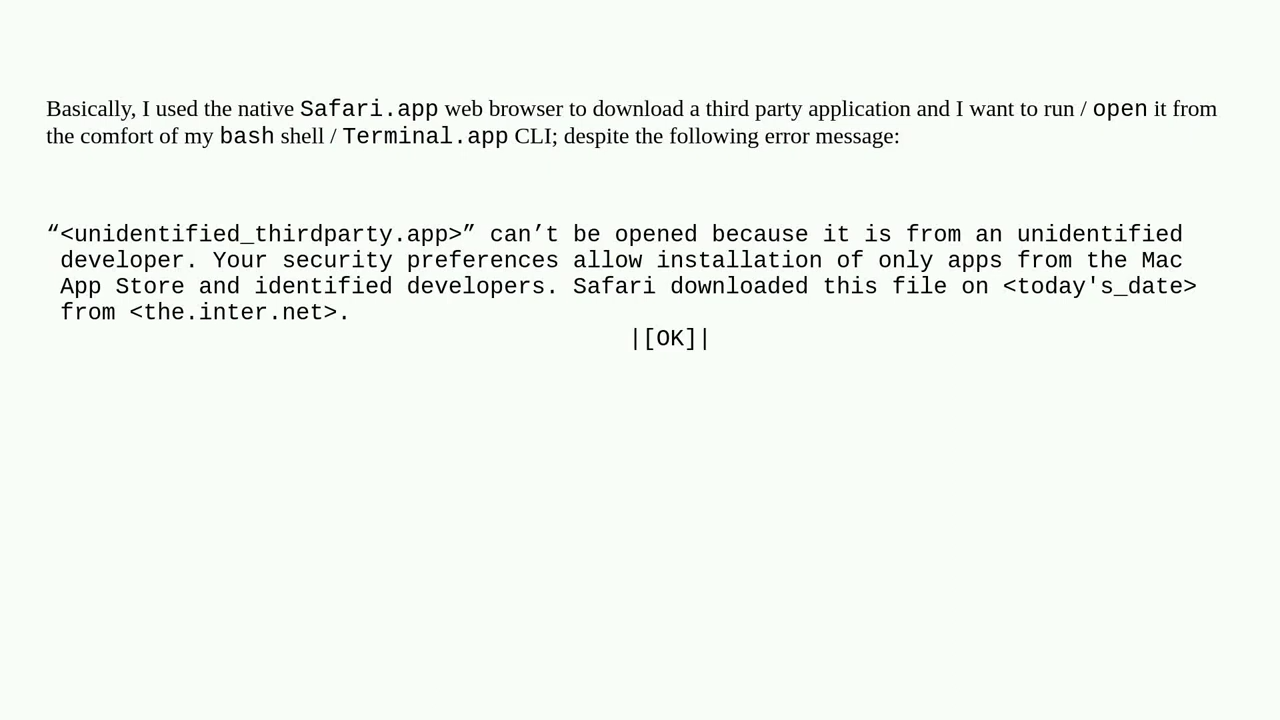 Basically, I used the native Safari.app web browser to download a third party application and I want to run / open it from
the comfort of my bash shell / Terminal.app CLI; despite the following error message:
“<unidentified_thirdparty.app>” can’t be opened because it is from an unidentified
developer. Your security preferences allow installation of only apps from the Mac
App Store and identified developers. Safari downloaded this file on <today's_date>
from <the.inter.net>.
|[OK]|